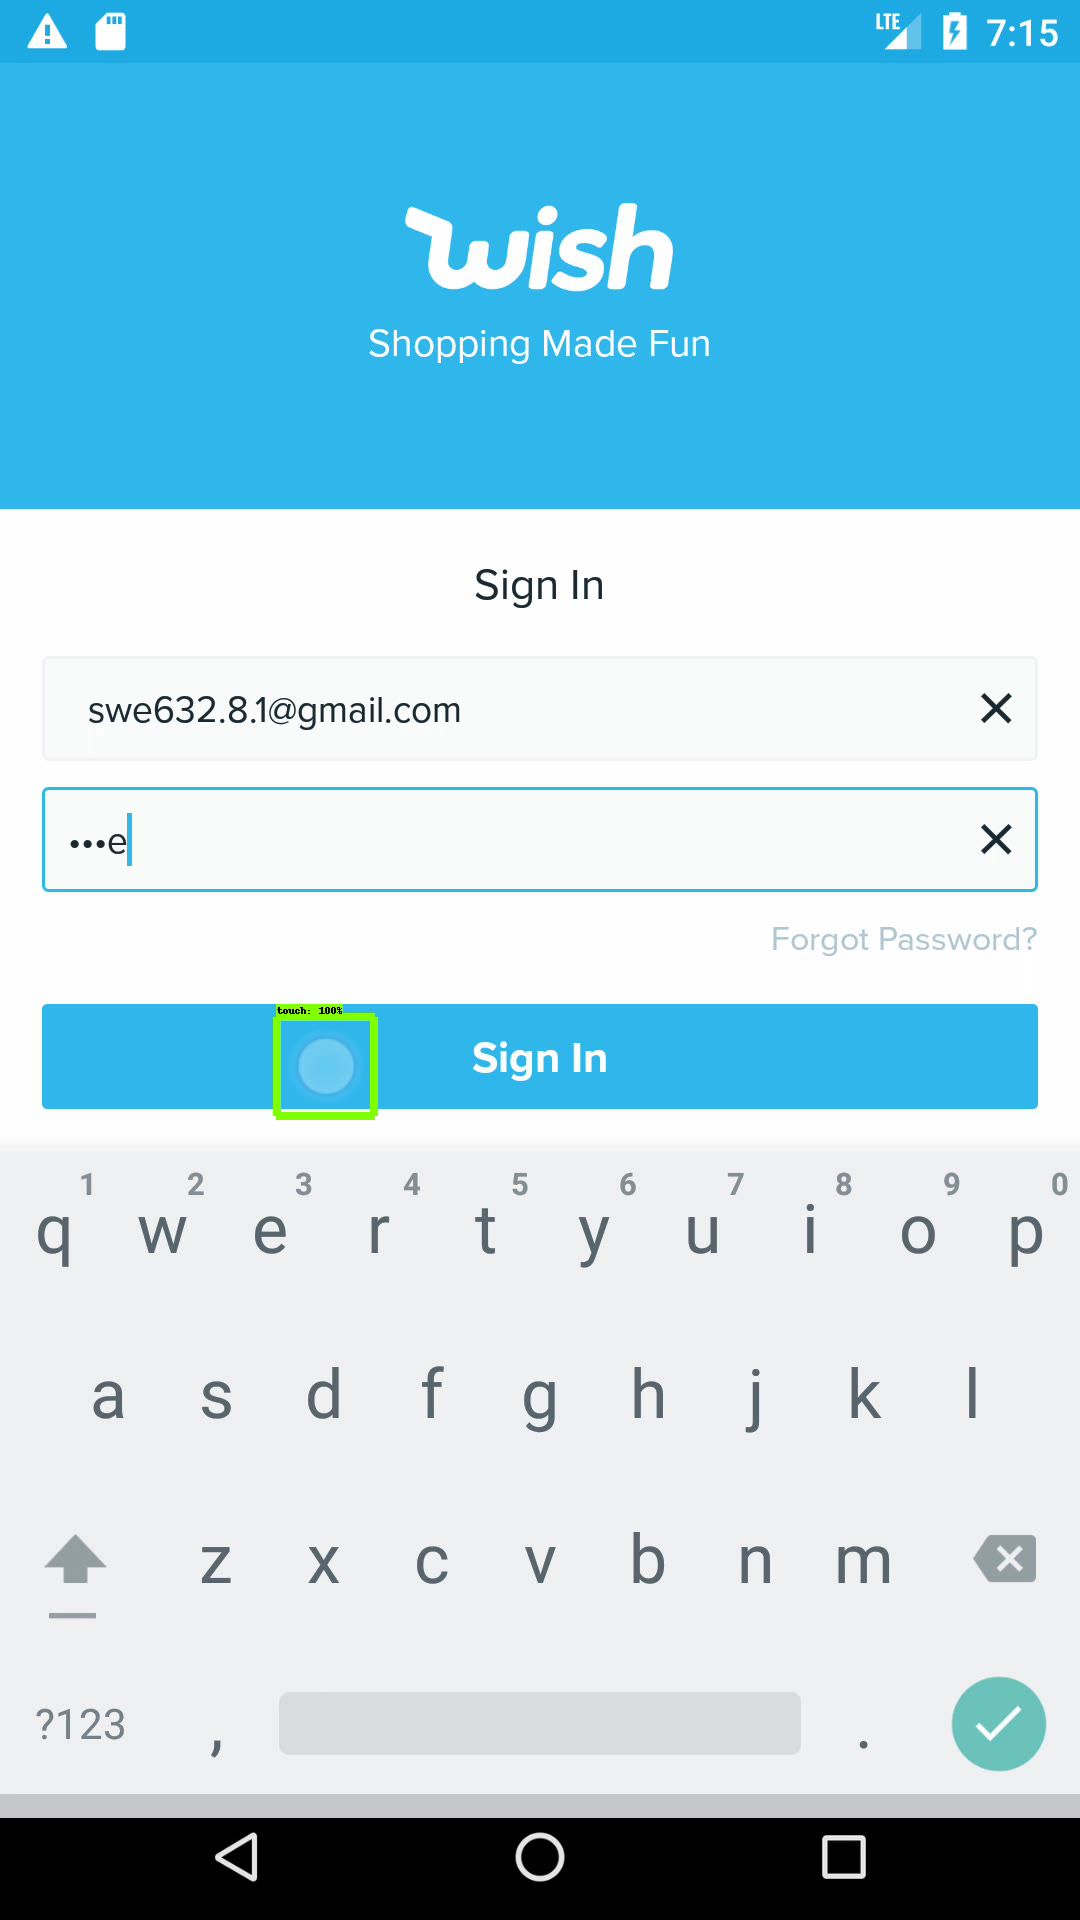 LTE 7:15
wish
Shopping Made Fun
Sign In
swe632.8.1@gmail.com
•••e
Forgot Password?
touch: 100%
Sign In
1 2 3 4 5 6 7 8 9 0
q w e r t y u i o p
a s d f g h j k l
z x c v b n m
?123 , .